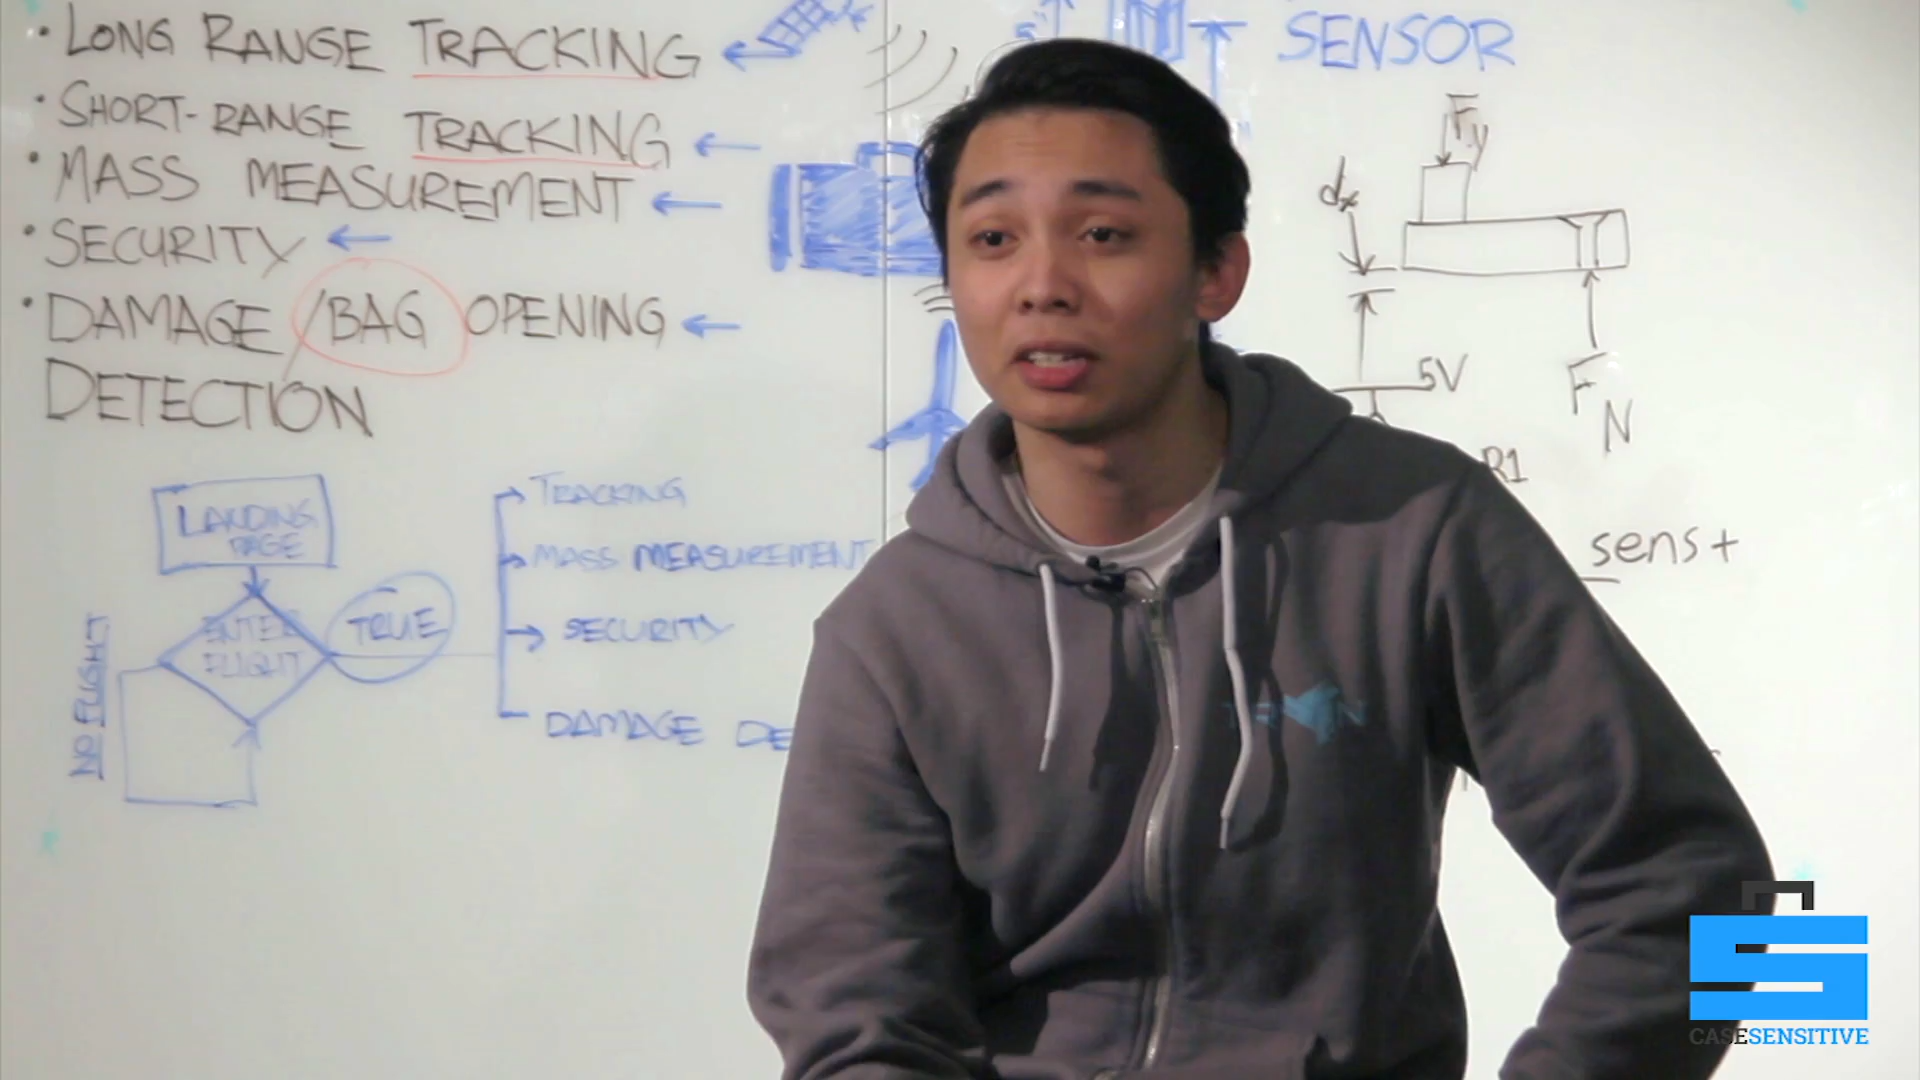 • LONG RANGE TRACKING
• SHORT-RANGE TRACKING
• MASS MEASUREMENT
• SECURITY
• DAMAGE /BAG OPENING
DETECTION
LANDING
PAGE
ENTER
FLIGHT
TRUE
NO FLIGHT
TRACKING
MASS MEASUREMENT
SECURITY
DAMAGE DE
SENSOR
Fy
dx
FN
5V
R1
sens+
CASESENSITIVE